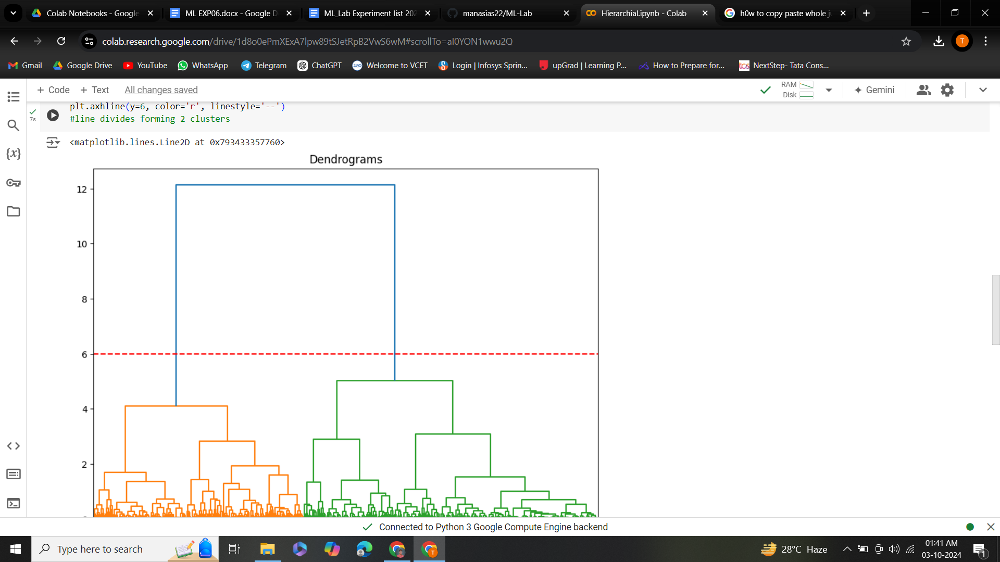 Colab Notebooks - Google
ML EXP06.docx - Google D
ML_Lab Experiment list 202
manasias22/ML-Lab
Hierarchial.ipynb - Colab
h0w to copy paste whole ju
colab.research.google.com/drive/1d8o0ePmXExA7lpw89tSJetRpB2VwS6wM#scrollTo=aI0YON1wwu2Q
T
Gmail
Google Drive
YouTube
WhatsApp
Telegram
ChatGPT
Welcome to VCET
Login | Infosys Sprin...
upGrad | Learning P...
How to Prepare for...
tcs
NextStep- Tata Cons...
+ Code
+ Text
All changes saved
RAM
Disk
Gemini
plt.axhline(y=6, color='r', linestyle='--')
7s
#line divides forming 2 clusters
{x}
<matplotlib.lines.Line2D at 0x793433357760>
Dendrograms
12
10
8
6
4
2
Connected to Python 3 Google Compute Engine backend
Type here to search
T
28°C Haze
01:41 AM
03-10-2024
1